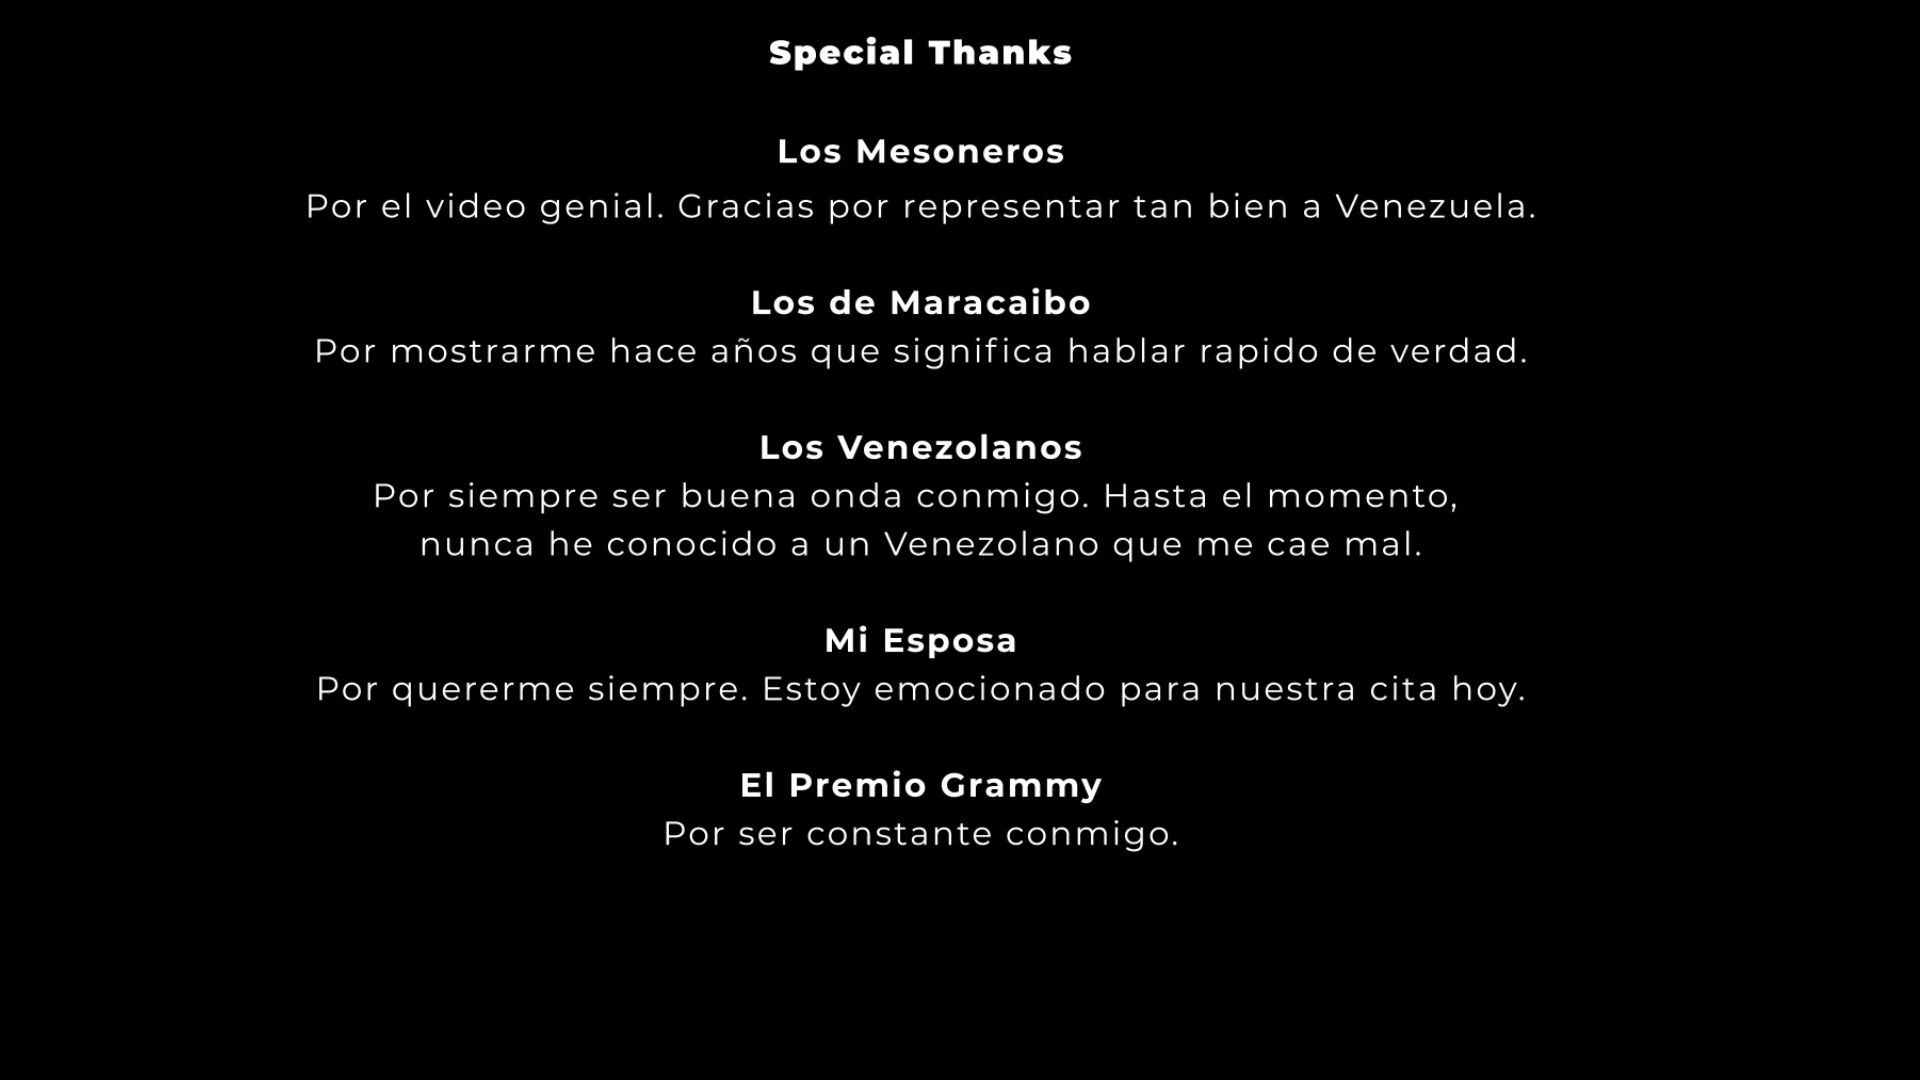 Special Thanks
Los Mesoneros
Por el video genial. Gracias por representar tan bien a Venezuela.
Los de Maracaibo
Por mostrarme hace años que significa hablar rapido de verdad.
Los Venezolanos
Por siempre ser buena onda conmigo. Hasta el momento,
nunca he conocido a un Venezolano que me cae mal.
Mi Esposa
Por quererme siempre. Estoy emocionado para nuestra cita hoy.
El Premio Grammy
Por ser constante conmigo.